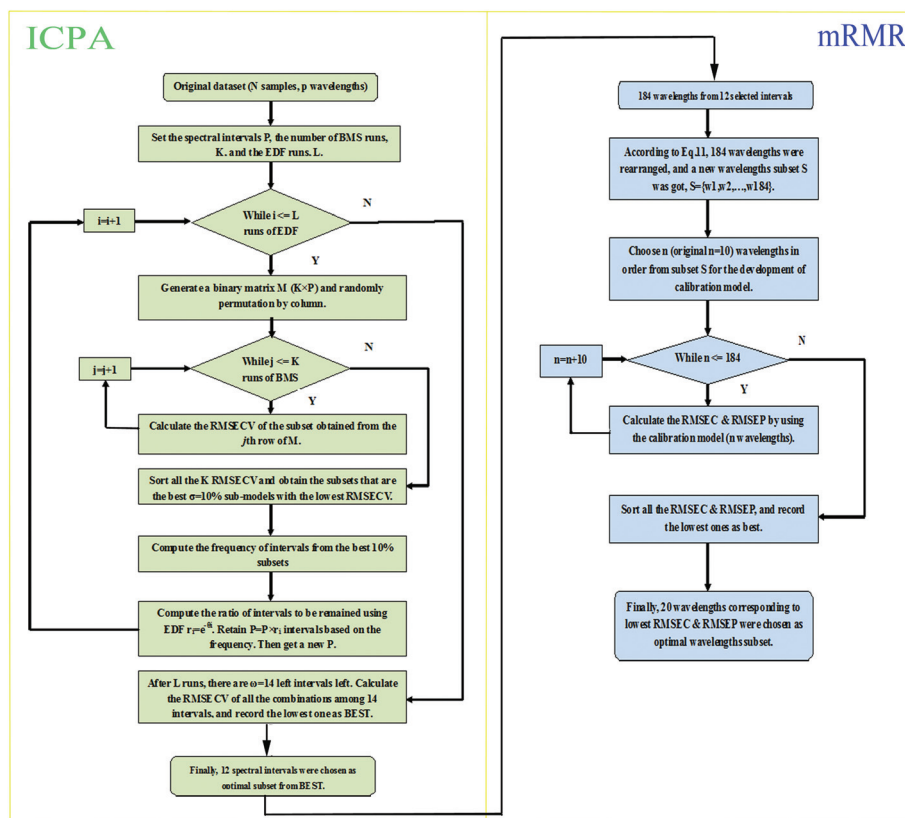 ICPA
Original dataset (N samples, p wavelengths)
Set the spectral intervals P, the number of BMS runs,
K. and the EDF runs. L.
i=i+1
While i <= L
runs of EDF
N
Y
Generate a binary matrix M (K×P) and randomly
permutation by column.
j=j+1
While j <= K
runs of BMS
N
Y
Calculate the RMSECV of the subset obtained from the
jth row of M.
Sort all the K RMSECV and obtain the subsets that are
the best σ=10% sub-models with the lowest RMSECV.
Compute the frequency of intervals from the best 10%
subsets
Compute the ratio of intervals to be remained using
EDF rᵢ=e^-θi. Retain P=P×rᵢ intervals based on the
frequency. Then get a new P.
After L runs, there are ω=14 left intervals left. Calculate
the RMSECV of all the combinations among 14
intervals, and record the lowest one as BEST.
Finally, 12 spectral intervals were chosen as
optimal subset from BEST.
mRMR
184 wavelengths from 12 selected intervals
According to Eq.11, 184 wavelengths were
rearranged, and a new wavelengths subset S
was got, S={w1,w2,...,w184}.
Choose n (original n=10) wavelengths in
order from subset S for the development of
calibration model.
n=n+10
While n <= 184
N
Y
Calculate the RMSEC & RMSEP by using
the calibration model (n wavelengths).
Sort all the RMSEC & RMSEP, and record
the lowest ones as best.
Finally, 20 wavelengths corresponding to
lowest RMSEC & RMSEP were chosen as
optimal wavelengths subset.